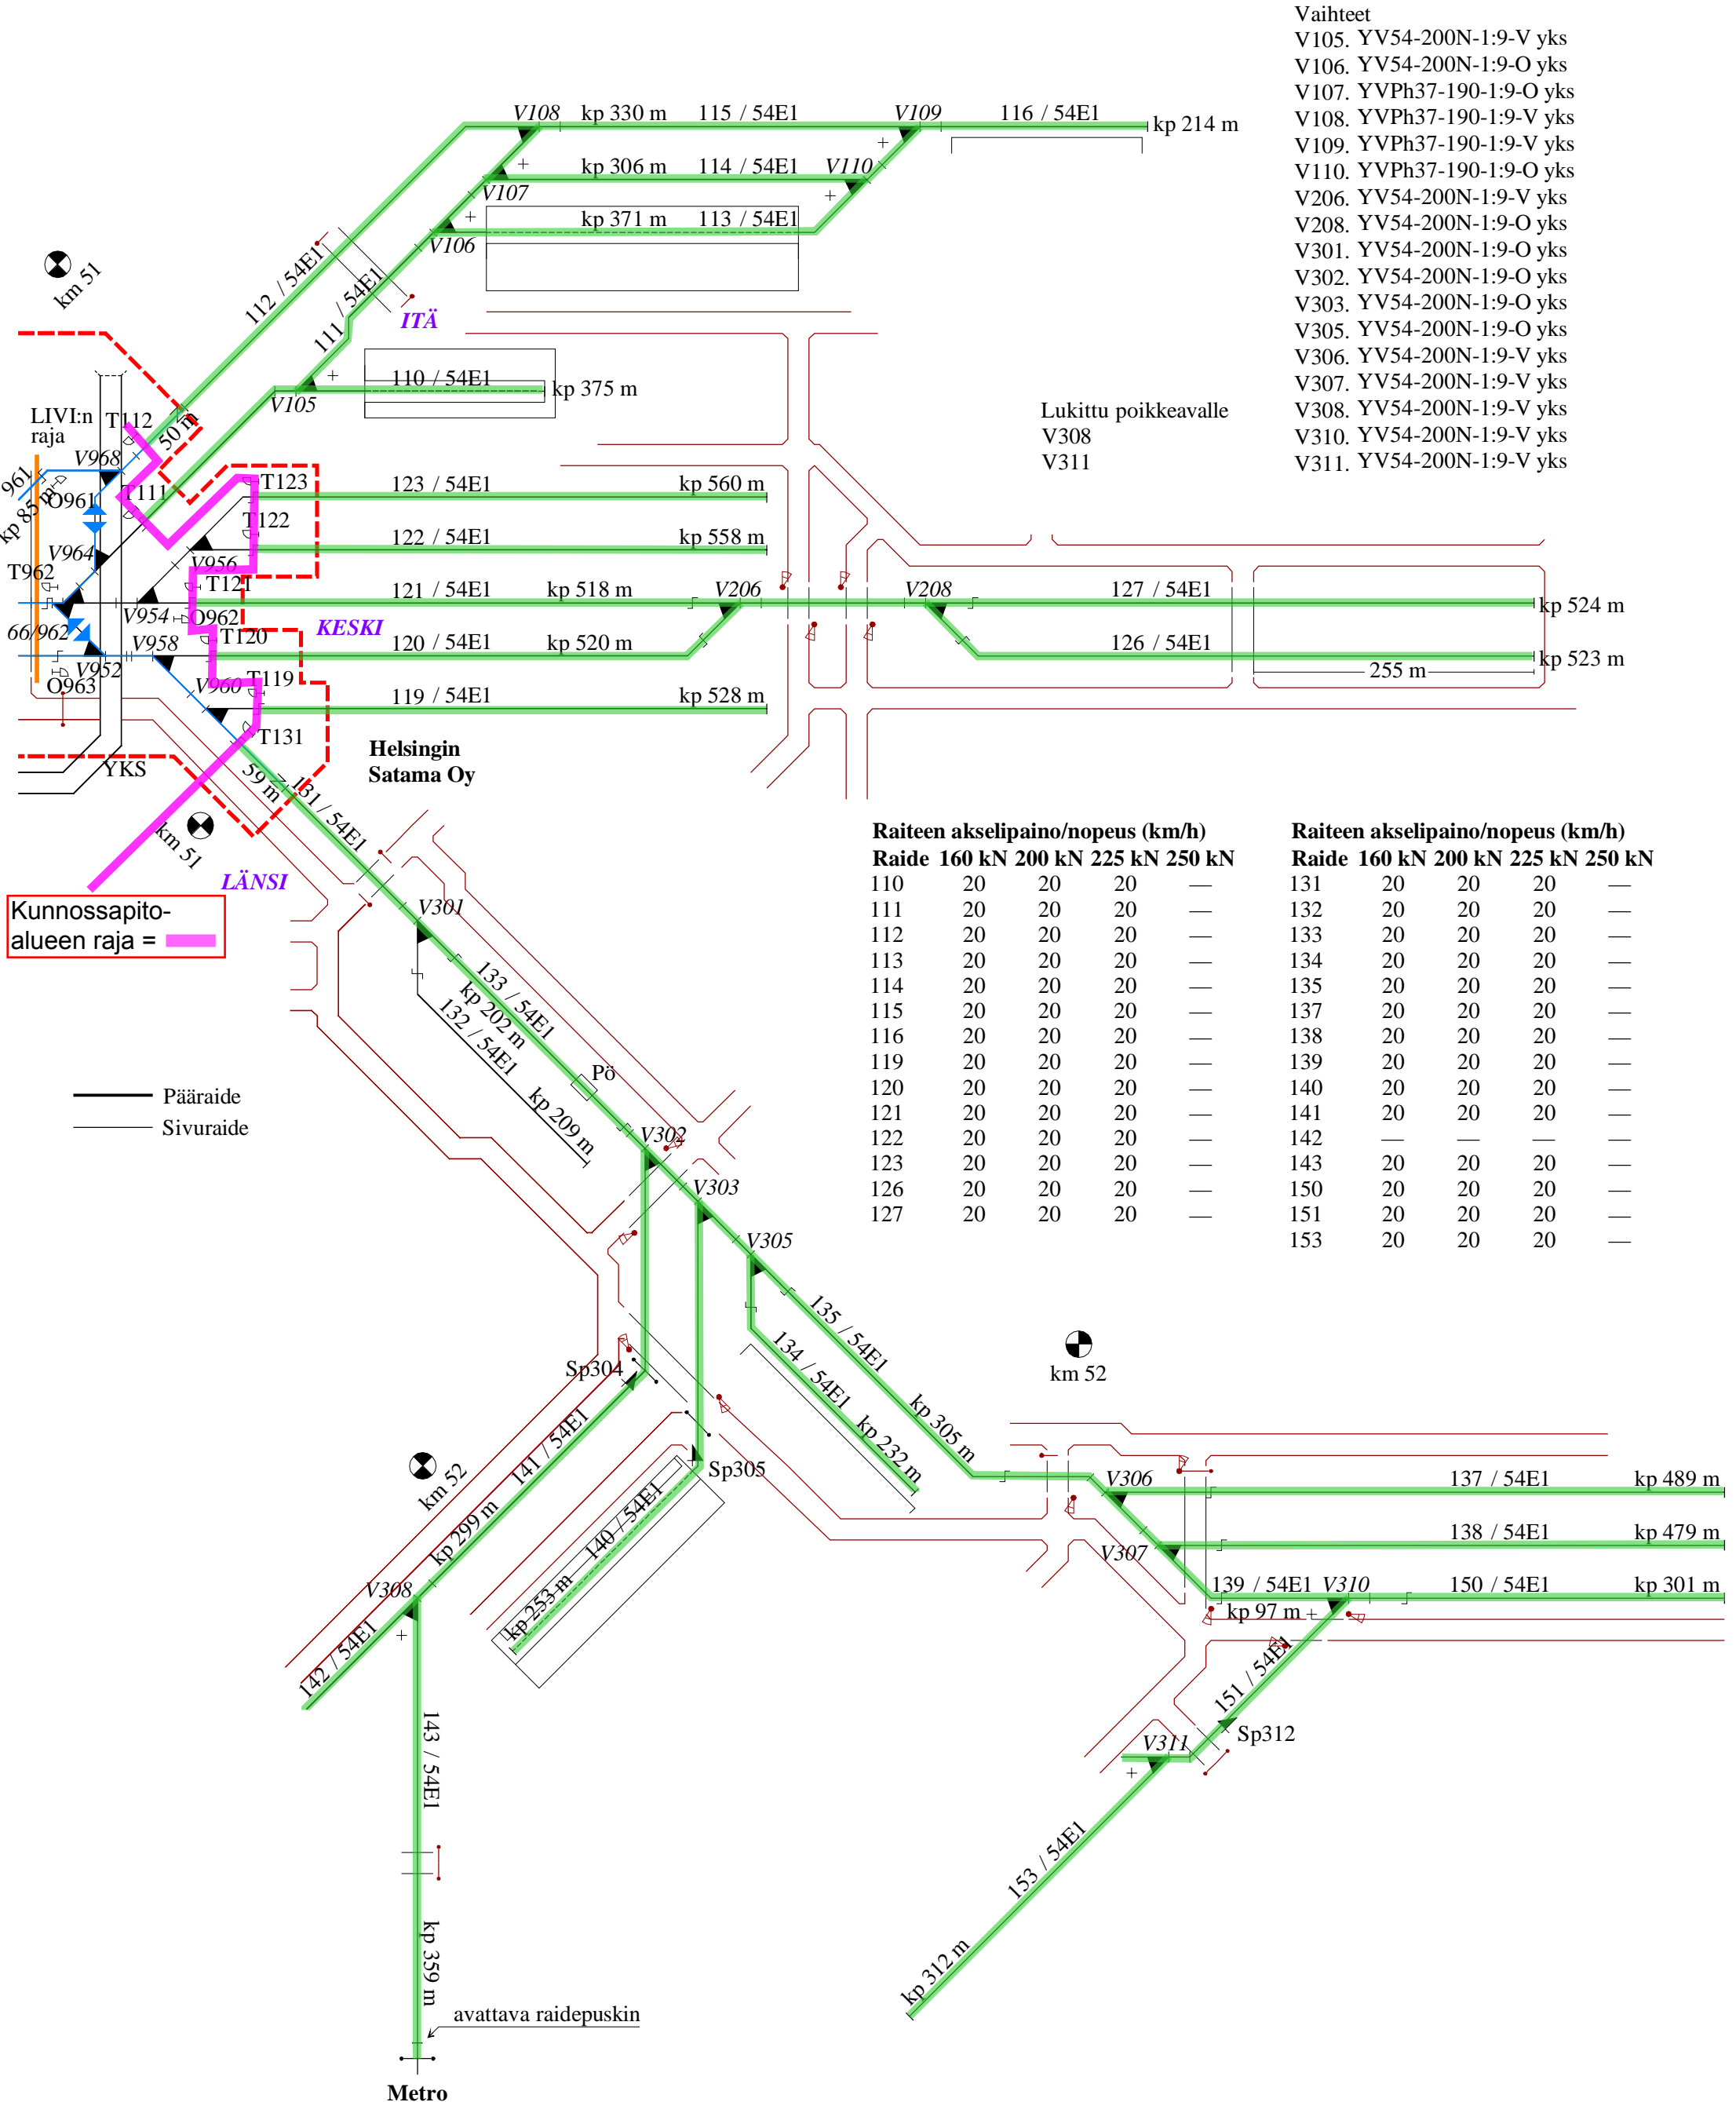 Vaihteet
V105. YV54-200N-1:9-V yks
V106. YV54-200N-1:9-O yks
V107. YVPh37-190-1:9-O yks
V108. YVPh37-190-1:9-V yks
V109. YVPh37-190-1:9-V yks
V110. YVPh37-190-1:9-O yks
V206. YV54-200N-1:9-V yks
V208. YV54-200N-1:9-O yks
V301. YV54-200N-1:9-O yks
V302. YV54-200N-1:9-O yks
V303. YV54-200N-1:9-O yks
V305. YV54-200N-1:9-O yks
V306. YV54-200N-1:9-V yks
V307. YV54-200N-1:9-V yks
V308. YV54-200N-1:9-V yks
V310. YV54-200N-1:9-V yks
V311. YV54-200N-1:9-V yks
Lukittu poikkeavalle
V308
V311
V108 kp 330 m 115 / 54E1 V109 116 / 54E1
kp 214 m
kp 306 m 114 / 54E1 V110
V107
kp 371 m 113 / 54E1
V106
112 / 54E1
111 / 54E1
ITÄ
km 51
110 / 54E1
kp 375 m
V105
LIVI:n
raja
T112
50 m
V968
961
kp 85 m
O961
T111
T123
123 / 54E1 kp 560 m
T122
122 / 54E1 kp 558 m
V964
V956
T962
T121
121 / 54E1 kp 518 m V206 V208 127 / 54E1
kp 524 m
V954
O962
66/962
V958
T120
KESKI
120 / 54E1 kp 520 m 126 / 54E1
kp 523 m
255 m
V952
O963
V960
T119
119 / 54E1 kp 528 m
T131
YKS
Helsingin
Satama Oy
59 m
131 / 54E1
km 51
LÄNSI
Kunnossapito-
alueen raja =
V301
133 / 54E1
kp 202 m
132 / 54E1
kp 209 m
Pö
Pääraide
Sivuraide
V302
V303
V305
Raiteen akselipaino/nopeus (km/h)
Raide 160 kN 200 kN 225 kN 250 kN
110 20 20 20 —
111 20 20 20 —
112 20 20 20 —
113 20 20 20 —
114 20 20 20 —
115 20 20 20 —
116 20 20 20 —
119 20 20 20 —
120 20 20 20 —
121 20 20 20 —
122 20 20 20 —
123 20 20 20 —
126 20 20 20 —
127 20 20 20 —
Raiteen akselipaino/nopeus (km/h)
Raide 160 kN 200 kN 225 kN 250 kN
131 20 20 20 —
132 20 20 20 —
133 20 20 20 —
134 20 20 20 —
135 20 20 20 —
137 20 20 20 —
138 20 20 20 —
139 20 20 20 —
140 20 20 20 —
141 20 20 20 —
142 — — — —
143 20 20 20 —
150 20 20 20 —
151 20 20 20 —
153 20 20 20 —
135 / 54E1
kp 305 m
134 / 54E1
kp 232 m
km 52
Sp304
141 / 54E1
kp 299 m
km 52
Sp305
140 / 54E1
kp 253 m
V306 137 / 54E1 kp 489 m
V307
138 / 54E1 kp 479 m
139 / 54E1 V310 150 / 54E1 kp 301 m
kp 97 m
V308
142 / 54E1
143 / 54E1
kp 359 m
151 / 54E1
Sp312
V311
153 / 54E1
kp 312 m
avattava raidepuskin
Metro